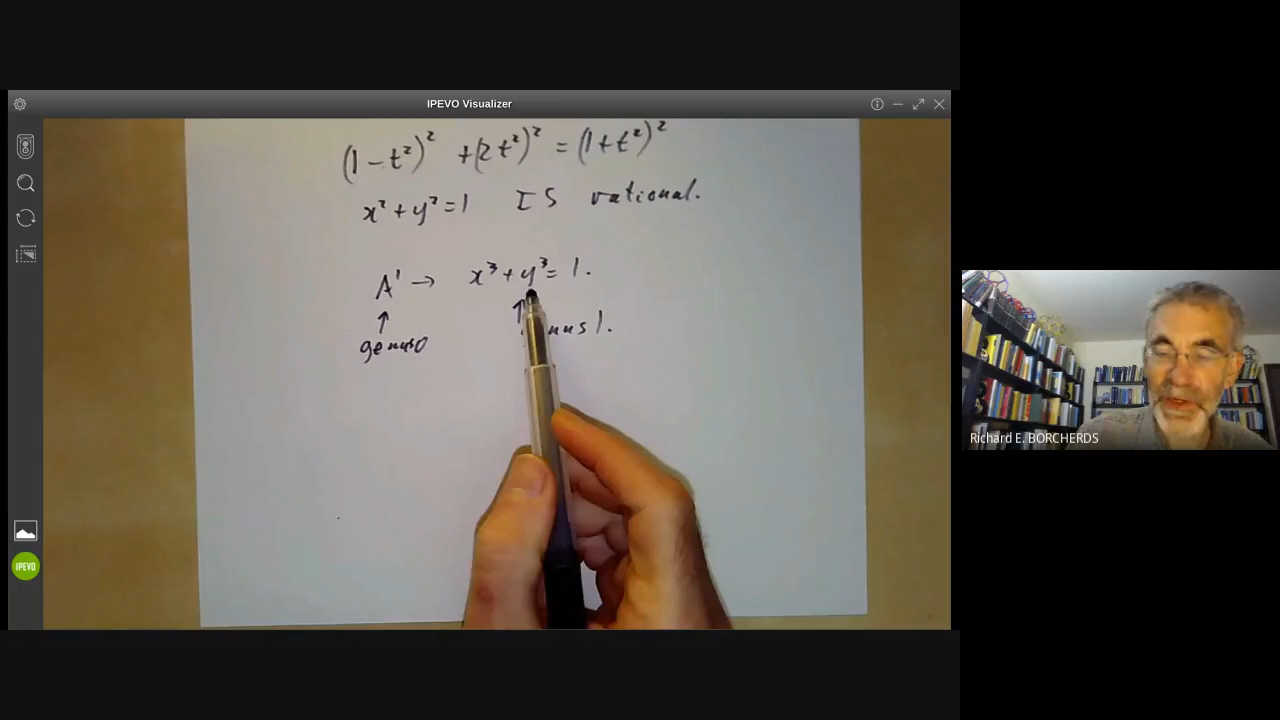 IPEVO Visualizer
(1 - t²)² + (2t²)² = (1 + t²)²
x² + y² = 1 IS rational.
A¹ → x³ + y³ = 1.
↑ ↑
genus 0 nus 1.
Richard E. BORCHERDS
IPEVO